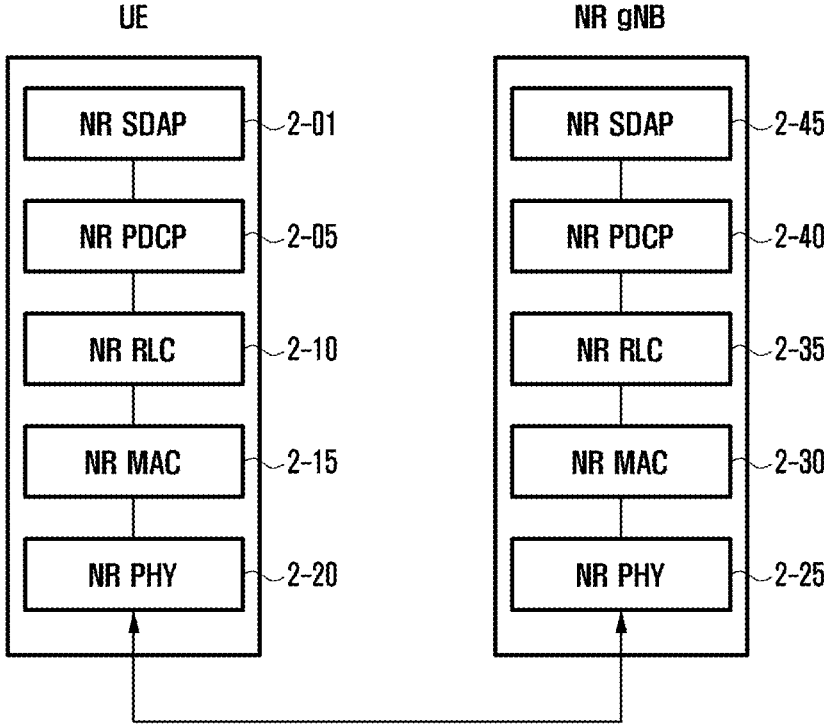 UE
NR gNB
NR SDAP 2-01
NR SDAP 2-45
NR PDCP 2-05
NR PDCP 2-40
NR RLC 2-10
NR RLC 2-35
NR MAC 2-15
NR MAC 2-30
NR PHY 2-20
NR PHY 2-25